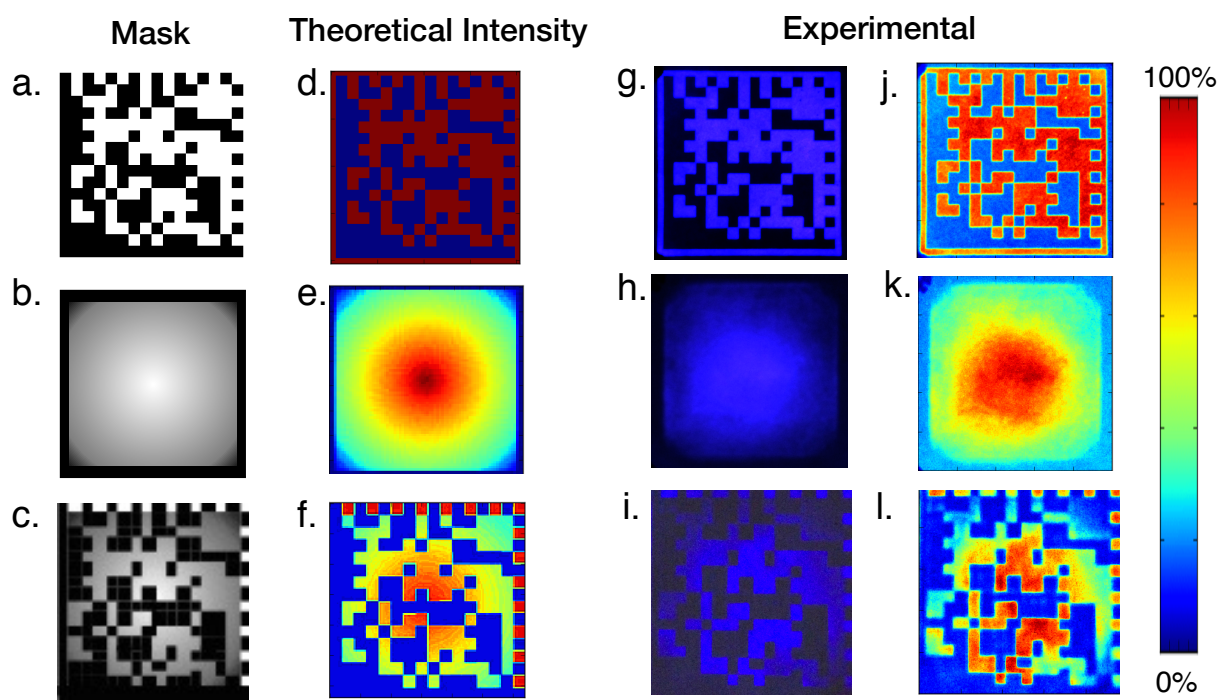 Mask Theoretical Intensity Experimental
a. d. g. j. 100%
b. e. h. k.
c. f. i. l.
0%